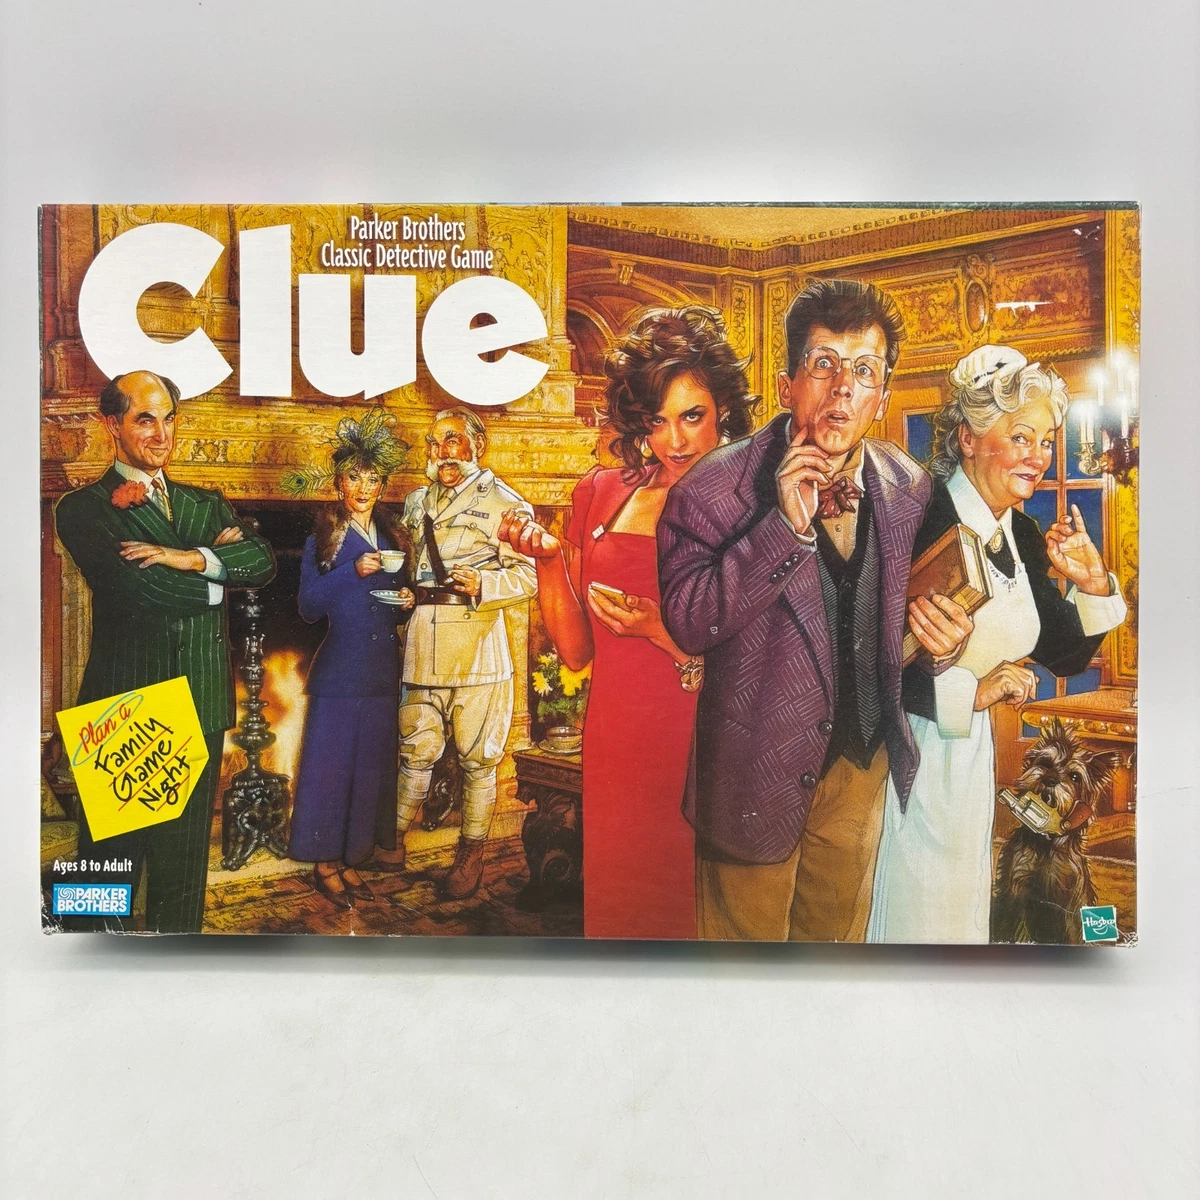 Parker Brothers
Classic Detective Game
Clue
Plan a
Family
Game
Night
Ages 8 to Adult
PARKER
BROTHERS
Hasbro